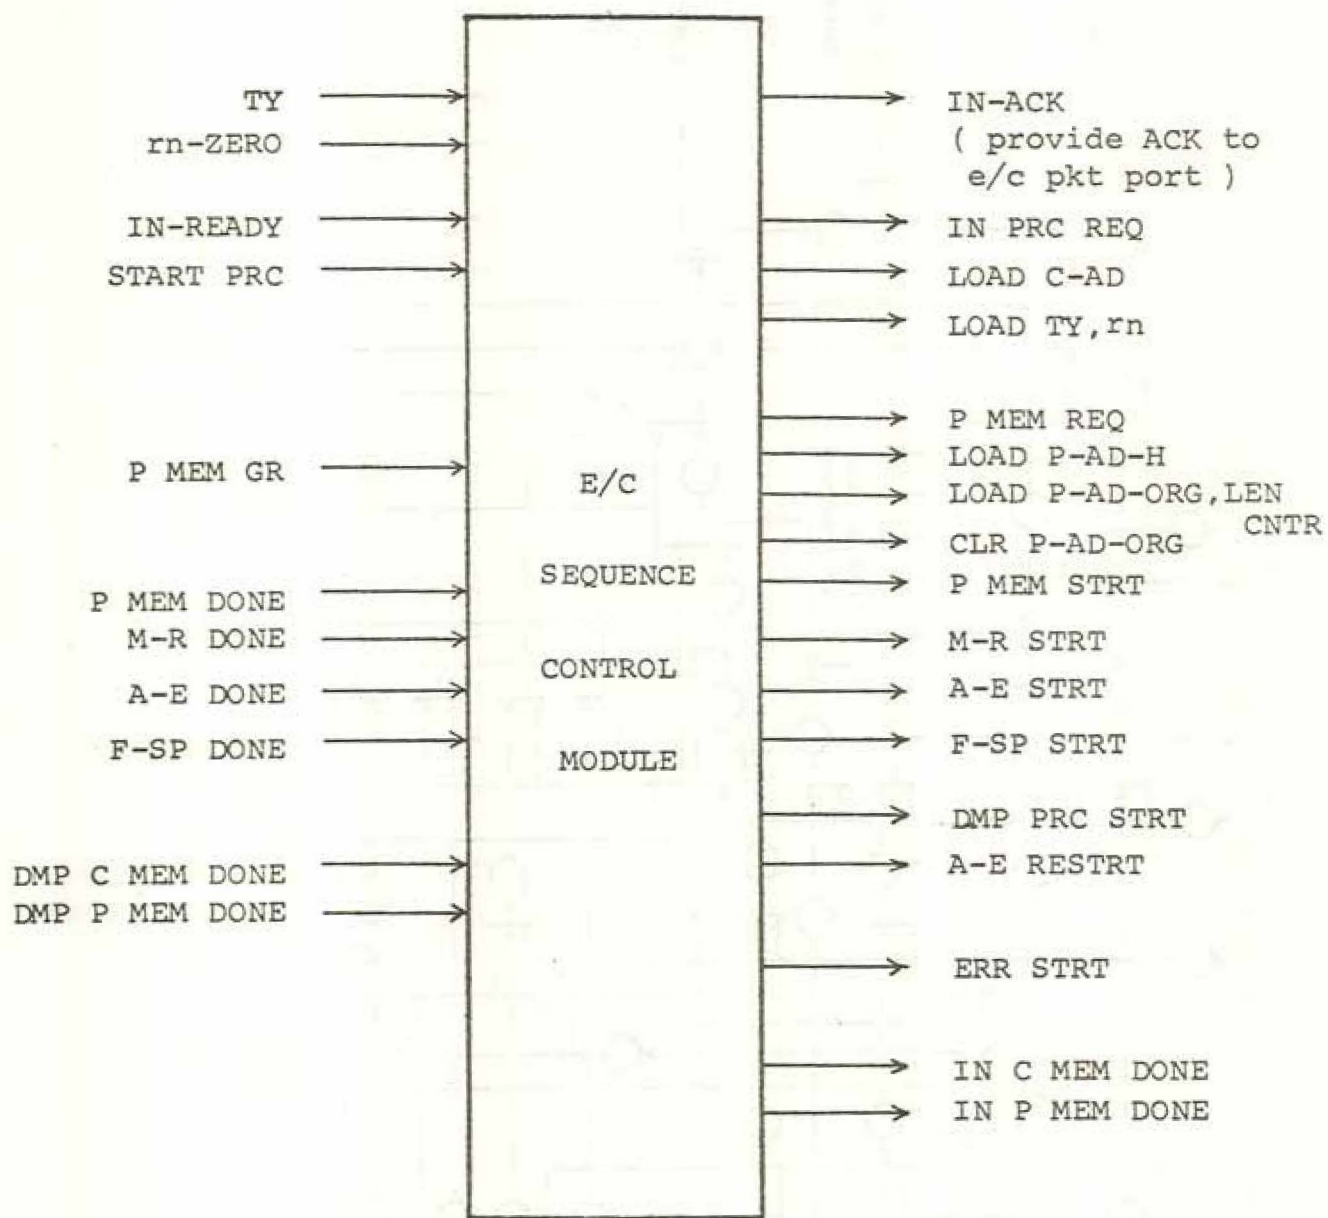 TY
rn-ZERO
IN-READY
START PRC
P MEM GR
P MEM DONE
M-R DONE
A-E DONE
F-SP DONE
DMP C MEM DONE
DMP P MEM DONE
E/C
SEQUENCE
CONTROL
MODULE
IN-ACK
( provide ACK to
e/c pkt port )
IN PRC REQ
LOAD C-AD
LOAD TY,rn
P MEM REQ
LOAD P-AD-H
LOAD P-AD-ORG,LEN
CNTR
CLR P-AD-ORG
P MEM STRT
M-R STRT
A-E STRT
F-SP STRT
DMP PRC STRT
A-E RESTRT
ERR STRT
IN C MEM DONE
IN P MEM DONE